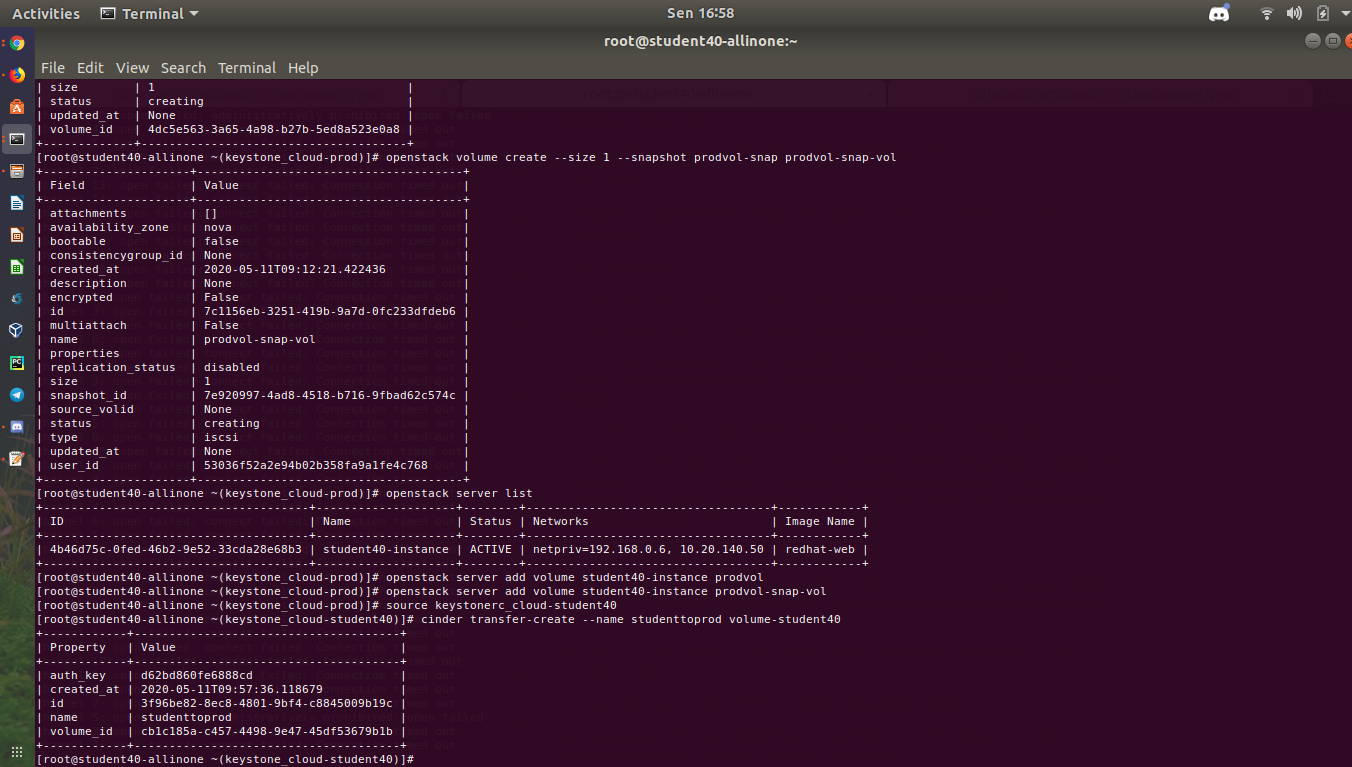 Activities Terminal Sen 16:58
root@student40-allinone:~
File Edit View Search Terminal Help
| size | 1 |
| status | creating |
| updated_at | None |
| volume_id | 4dc5e563-3a65-4a98-b27b-5ed8a523e0a8 |
+-------------+--------------------------------------+
[root@student40-allinone ~(keystone_cloud-prod)]# openstack volume create --size 1 --snapshot prodvol-snap prodvol-snap-vol
+---------------------+--------------------------------------+
| Field | Value |
+---------------------+--------------------------------------+
| attachments | [] |
| availability_zone | nova |
| bootable | false |
| consistencygroup_id | None |
| created_at | 2020-05-11T09:12:21.422436 |
| description | None |
| encrypted | False |
| id | 7c1156eb-3251-419b-9a7d-0fc233dfdeb6 |
| multiattach | False |
| name | prodvol-snap-vol |
| properties | |
| replication_status | disabled |
| size | 1 |
| snapshot_id | 7e920997-4ad8-4518-b716-9fbad62c574c |
| source_volid | None |
| status | creating |
| type | iscsi |
| updated_at | None |
| user_id | 53036f52a2e94b02b358fa9a1fe4c768 |
+---------------------+--------------------------------------+
[root@student40-allinone ~(keystone_cloud-prod)]# openstack server list
+--------------------------------------+--------------------+--------+-----------------------------------+------------+
| ID | Name | Status | Networks | Image Name |
+--------------------------------------+--------------------+--------+-----------------------------------+------------+
| 4b46d75c-0fed-46b2-9e52-33cda28e68b3 | student40-instance | ACTIVE | netpriv=192.168.0.6, 10.20.140.50 | redhat-web |
+--------------------------------------+--------------------+--------+-----------------------------------+------------+
[root@student40-allinone ~(keystone_cloud-prod)]# openstack server add volume student40-instance prodvol
[root@student40-allinone ~(keystone_cloud-prod)]# openstack server add volume student40-instance prodvol-snap-vol
[root@student40-allinone ~(keystone_cloud-prod)]# source keystonerc_cloud-student40
[root@student40-allinone ~(keystone_cloud-student40)]# cinder transfer-create --name studenttoprod volume-student40
+------------+--------------------------------------+
| Property | Value |
+------------+--------------------------------------+
| auth_key | d62bd860fe6888cd |
| created_at | 2020-05-11T09:57:36.118679 |
| id | 3f96be82-8ec8-4801-9bf4-c8845009b19c |
| name | studenttoprod |
| volume_id | cb1c185a-c457-4498-9e47-45df53679b1b |
+------------+--------------------------------------+
[root@student40-allinone ~(keystone_cloud-student40)]#